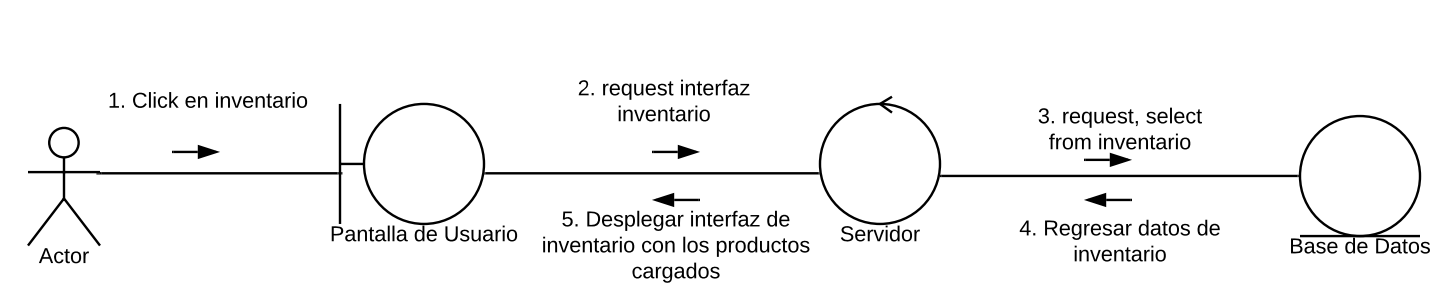 1. Click en inventario
2. request interfaz
inventario
3. request, select
from inventario
5. Desplegar interfaz de
inventario con los productos
cargados
4. Regresar datos de
inventario
Actor
Pantalla de Usuario
Servidor
Base de Datos